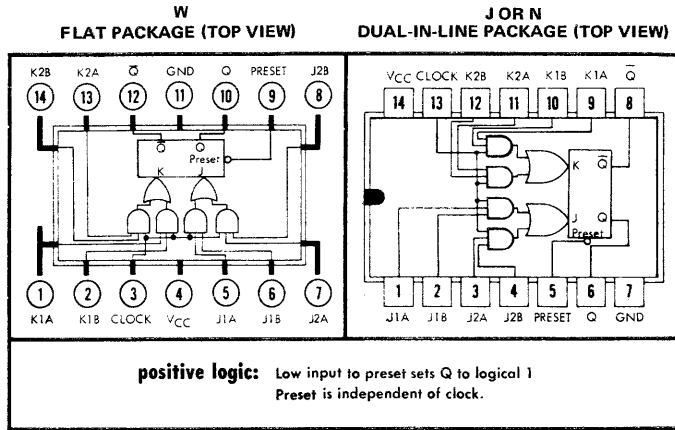 W
FLAT PACKAGE (TOP VIEW)
K2B K2A Q̅ GND Q PRESET J2B
14 13 12 11 10 9 8
Q̅ Q
Preset
K J
1 2 3 4 5 6 7
K1A K1B CLOCK VCC J1A J1B J2A
J OR N
DUAL-IN-LINE PACKAGE (TOP VIEW)
VCC CLOCK K2B K2A K1B K1A Q̅
14 13 12 11 10 9 8
K Q̅
J Q
Preset
1 2 3 4 5 6 7
J1A J1B J2A J2B PRESET Q GND
positive logic: Low input to preset sets Q to logical 1
Preset is independent of clock.